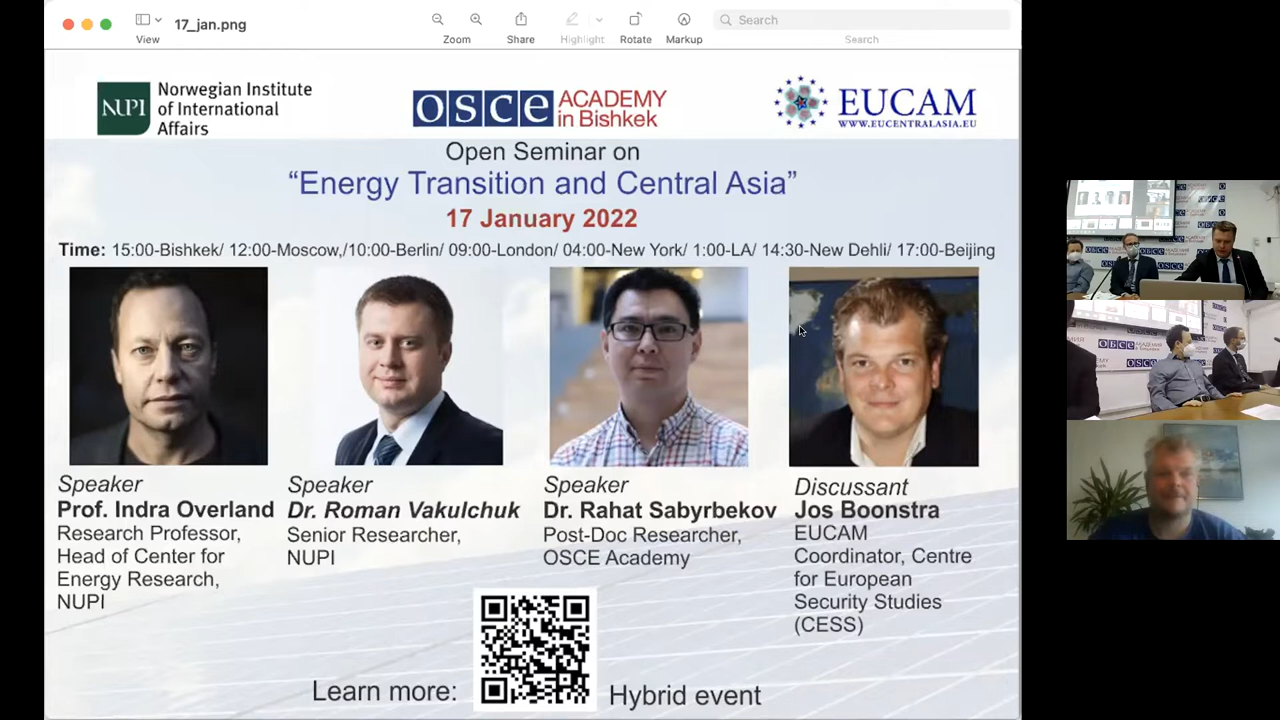 17_jan.png
View
Zoom
Share
Highlight
Rotate
Markup
Search
Search
NUPI
Norwegian Institute
of International
Affairs
OSCE ACADEMY
in Bishkek
EUCAM
WWW.EUCENTRALASIA.EU
Open Seminar on
“Energy Transition and Central Asia”
17 January 2022
Time: 15:00-Bishkek/ 12:00-Moscow,/10:00-Berlin/ 09:00-London/ 04:00-New York/ 1:00-LA/ 14:30-New Dehli/ 17:00-Beijing
Speaker
Prof. Indra Overland
Research Professor,
Head of Center for
Energy Research,
NUPI
Speaker
Dr. Roman Vakulchuk
Senior Researcher,
NUPI
Speaker
Dr. Rahat Sabyrbekov
Post-Doc Researcher,
OSCE Academy
Discussant
Jos Boonstra
EUCAM
Coordinator, Centre
for European
Security Studies
(CESS)
Learn more:
Hybrid event
OSCE
ОБСЕ
OSCE